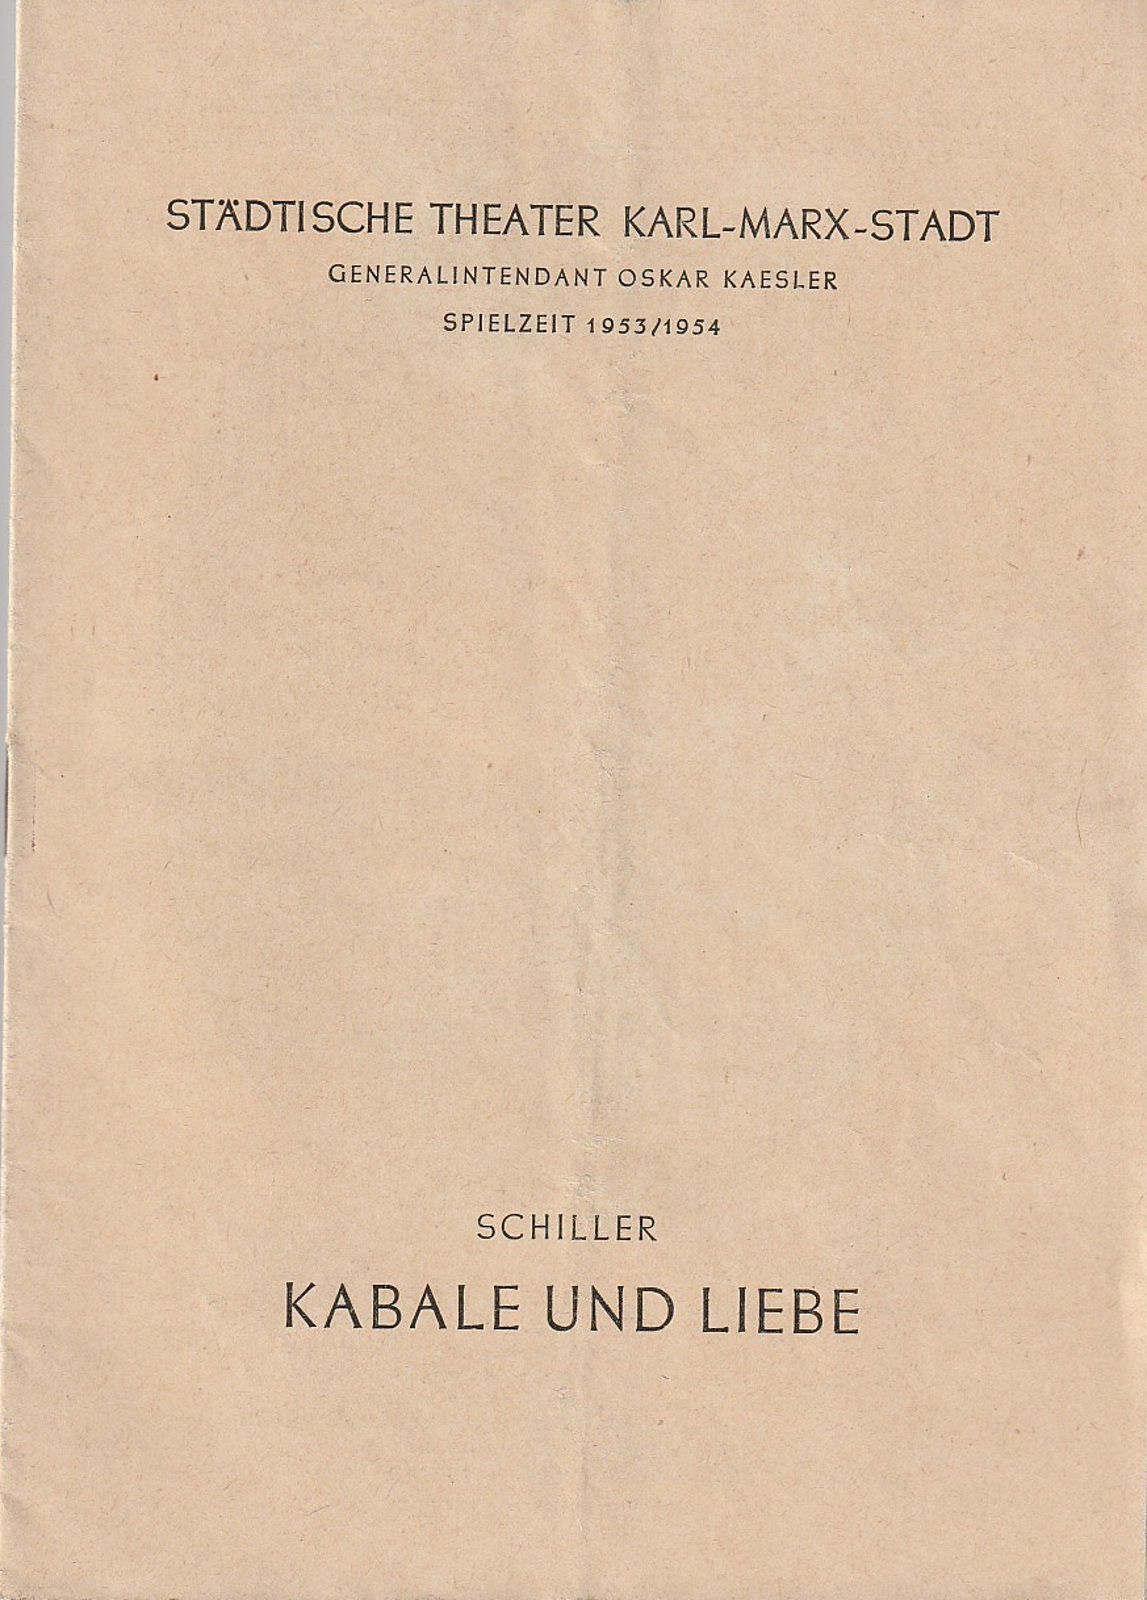 STÄDTISCHE THEATER KARL-MARX-STADT
GENERALINTENDANT OSKAR KAESLER
SPIELZEIT 1953/1954
SCHILLER
KABALE UND LIEBE